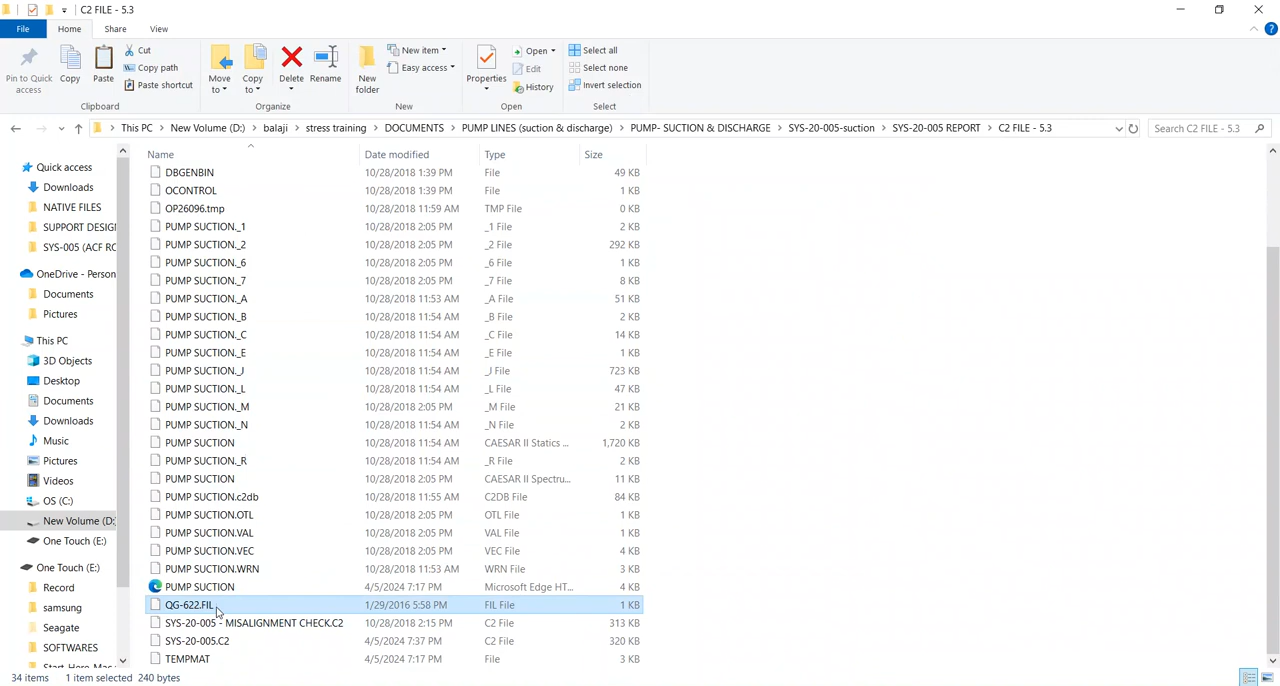 C2 FILE - 5.3
File Home Share View
Pin to Quick access
Copy
Paste
Cut
Copy path
Paste shortcut
Move to
Copy to
Delete
Rename
New folder
New item
Easy access
Properties
Open
Edit
History
Select all
Select none
Invert selection
Clipboard Organize New Open Select
This PC > New Volume (D:) > balaji > stress training > DOCUMENTS > PUMP LINES (suction & discharge) > PUMP- SUCTION & DISCHARGE > SYS-20-005-suction > SYS-20-005 REPORT > C2 FILE - 5.3
Search C2 FILE - 5.3
Quick access
Downloads
NATIVE FILES
SUPPORT DESIG
SYS-005 (ACF RC
OneDrive - Person
Documents
Pictures
This PC
3D Objects
Desktop
Documents
Downloads
Music
Pictures
Videos
OS (C:)
New Volume (D:)
One Touch (E:)
One Touch (E:)
Record
samsung
Seagate
SOFTWARES
Start_Here_Mac
Name Date modified Type Size
DBGENBIN 10/28/2018 1:39 PM File 49 KB
OCONTROL 10/28/2018 1:39 PM File 1 KB
OP26096.tmp 10/28/2018 11:59 AM TMP File 0 KB
PUMP SUCTION._1 10/28/2018 2:05 PM _1 File 2 KB
PUMP SUCTION._2 10/28/2018 2:05 PM _2 File 292 KB
PUMP SUCTION._6 10/28/2018 2:05 PM _6 File 1 KB
PUMP SUCTION._7 10/28/2018 2:05 PM _7 File 8 KB
PUMP SUCTION._A 10/28/2018 11:53 AM _A File 51 KB
PUMP SUCTION._B 10/28/2018 11:54 AM _B File 2 KB
PUMP SUCTION._C 10/28/2018 11:54 AM _C File 14 KB
PUMP SUCTION._E 10/28/2018 11:54 AM _E File 1 KB
PUMP SUCTION._J 10/28/2018 11:54 AM _J File 723 KB
PUMP SUCTION._L 10/28/2018 11:54 AM _L File 47 KB
PUMP SUCTION._M 10/28/2018 2:05 PM _M File 21 KB
PUMP SUCTION._N 10/28/2018 11:54 AM _N File 2 KB
PUMP SUCTION 10/28/2018 11:54 AM CAESAR II Statics ... 1,720 KB
PUMP SUCTION._R 10/28/2018 11:54 AM _R File 2 KB
PUMP SUCTION 10/28/2018 2:05 PM CAESAR II Spectru... 11 KB
PUMP SUCTION.c2db 10/28/2018 11:55 AM C2DB File 84 KB
PUMP SUCTION.OTL 10/28/2018 2:05 PM OTL File 1 KB
PUMP SUCTION.VAL 10/28/2018 2:05 PM VAL File 1 KB
PUMP SUCTION.VEC 10/28/2018 2:05 PM VEC File 4 KB
PUMP SUCTION.WRN 10/28/2018 11:53 AM WRN File 3 KB
PUMP SUCTION 4/5/2024 7:17 PM Microsoft Edge HT... 4 KB
QG-622.FIL 1/29/2016 5:58 PM FIL File 1 KB
SYS-20-005 - MISALIGNMENT CHECK.C2 10/28/2018 2:15 PM C2 File 313 KB
SYS-20-005.C2 4/5/2024 7:37 PM C2 File 320 KB
TEMPMAT 4/5/2024 7:17 PM File 3 KB
34 items 1 item selected 240 bytes